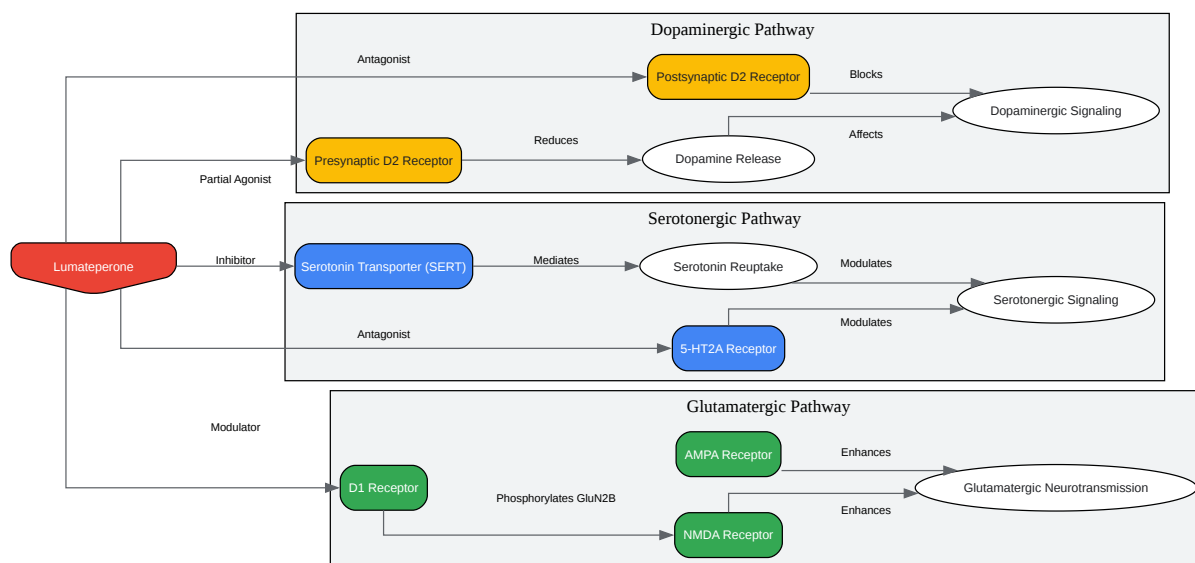 Dopaminergic Pathway
Antagonist
Postsynaptic D2 Receptor
Blocks
Dopaminergic Signaling
Presynaptic D2 Receptor
Reduces
Dopamine Release
Affects
Partial Agonist
Serotonergic Pathway
Lumateperone
Inhibitor
Serotonin Transporter (SERT)
Mediates
Serotonin Reuptake
Modulates
Serotonergic Signaling
Antagonist
5-HT2A Receptor
Modulates
Glutamatergic Pathway
Modulator
AMPA Receptor
Enhances
Glutamatergic Neurotransmission
D1 Receptor
Phosphorylates GluN2B
NMDA Receptor
Enhances